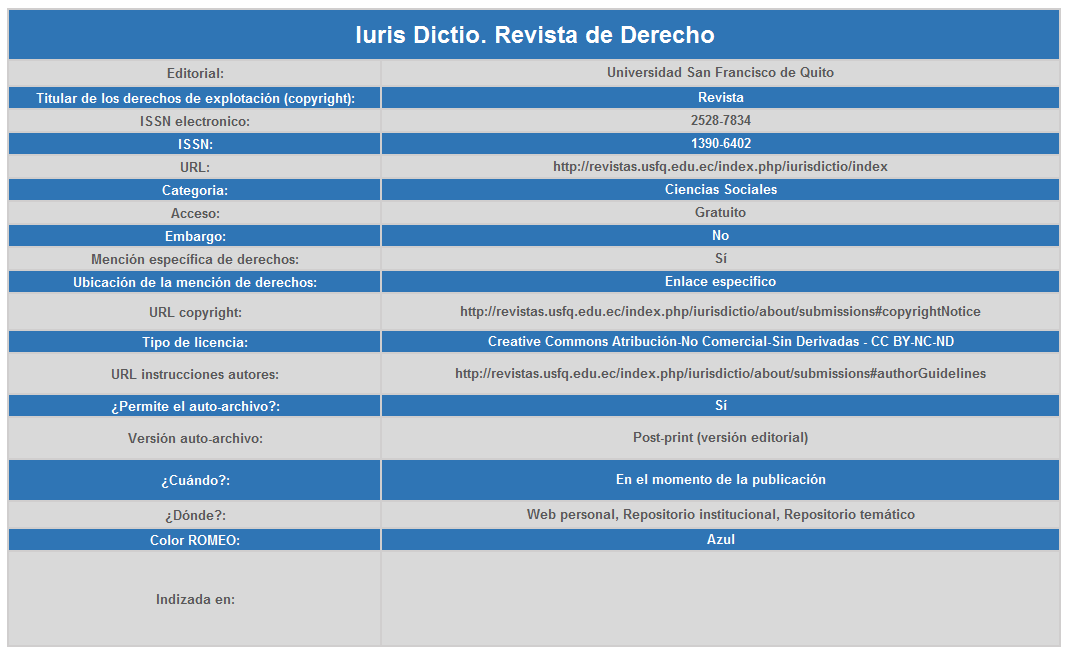 Iuris Dictio. Revista de Derecho
Editorial: Universidad San Francisco de Quito
Titular de los derechos de explotación (copyright): Revista
ISSN electronico: 2528-7834
ISSN: 1390-6402
URL: http://revistas.usfq.edu.ec/index.php/iurisdictio/index
Categoria: Ciencias Sociales
Acceso: Gratuito
Embargo: No
Mención específica de derechos: Sí
Ubicación de la mención de derechos: Enlace especifico
URL copyright: http://revistas.usfq.edu.ec/index.php/iurisdictio/about/submissions#copyrightNotice
Tipo de licencia: Creative Commons Atribución-No Comercial-Sin Derivadas - CC BY-NC-ND
URL instrucciones autores: http://revistas.usfq.edu.ec/index.php/iurisdictio/about/submissions#authorGuidelines
¿Permite el auto-archivo?: Sí
Versión auto-archivo: Post-print (versión editorial)
¿Cuándo?: En el momento de la publicación
¿Dónde?: Web personal, Repositorio institucional, Repositorio temático
Color ROMEO: Azul
Indizada en: